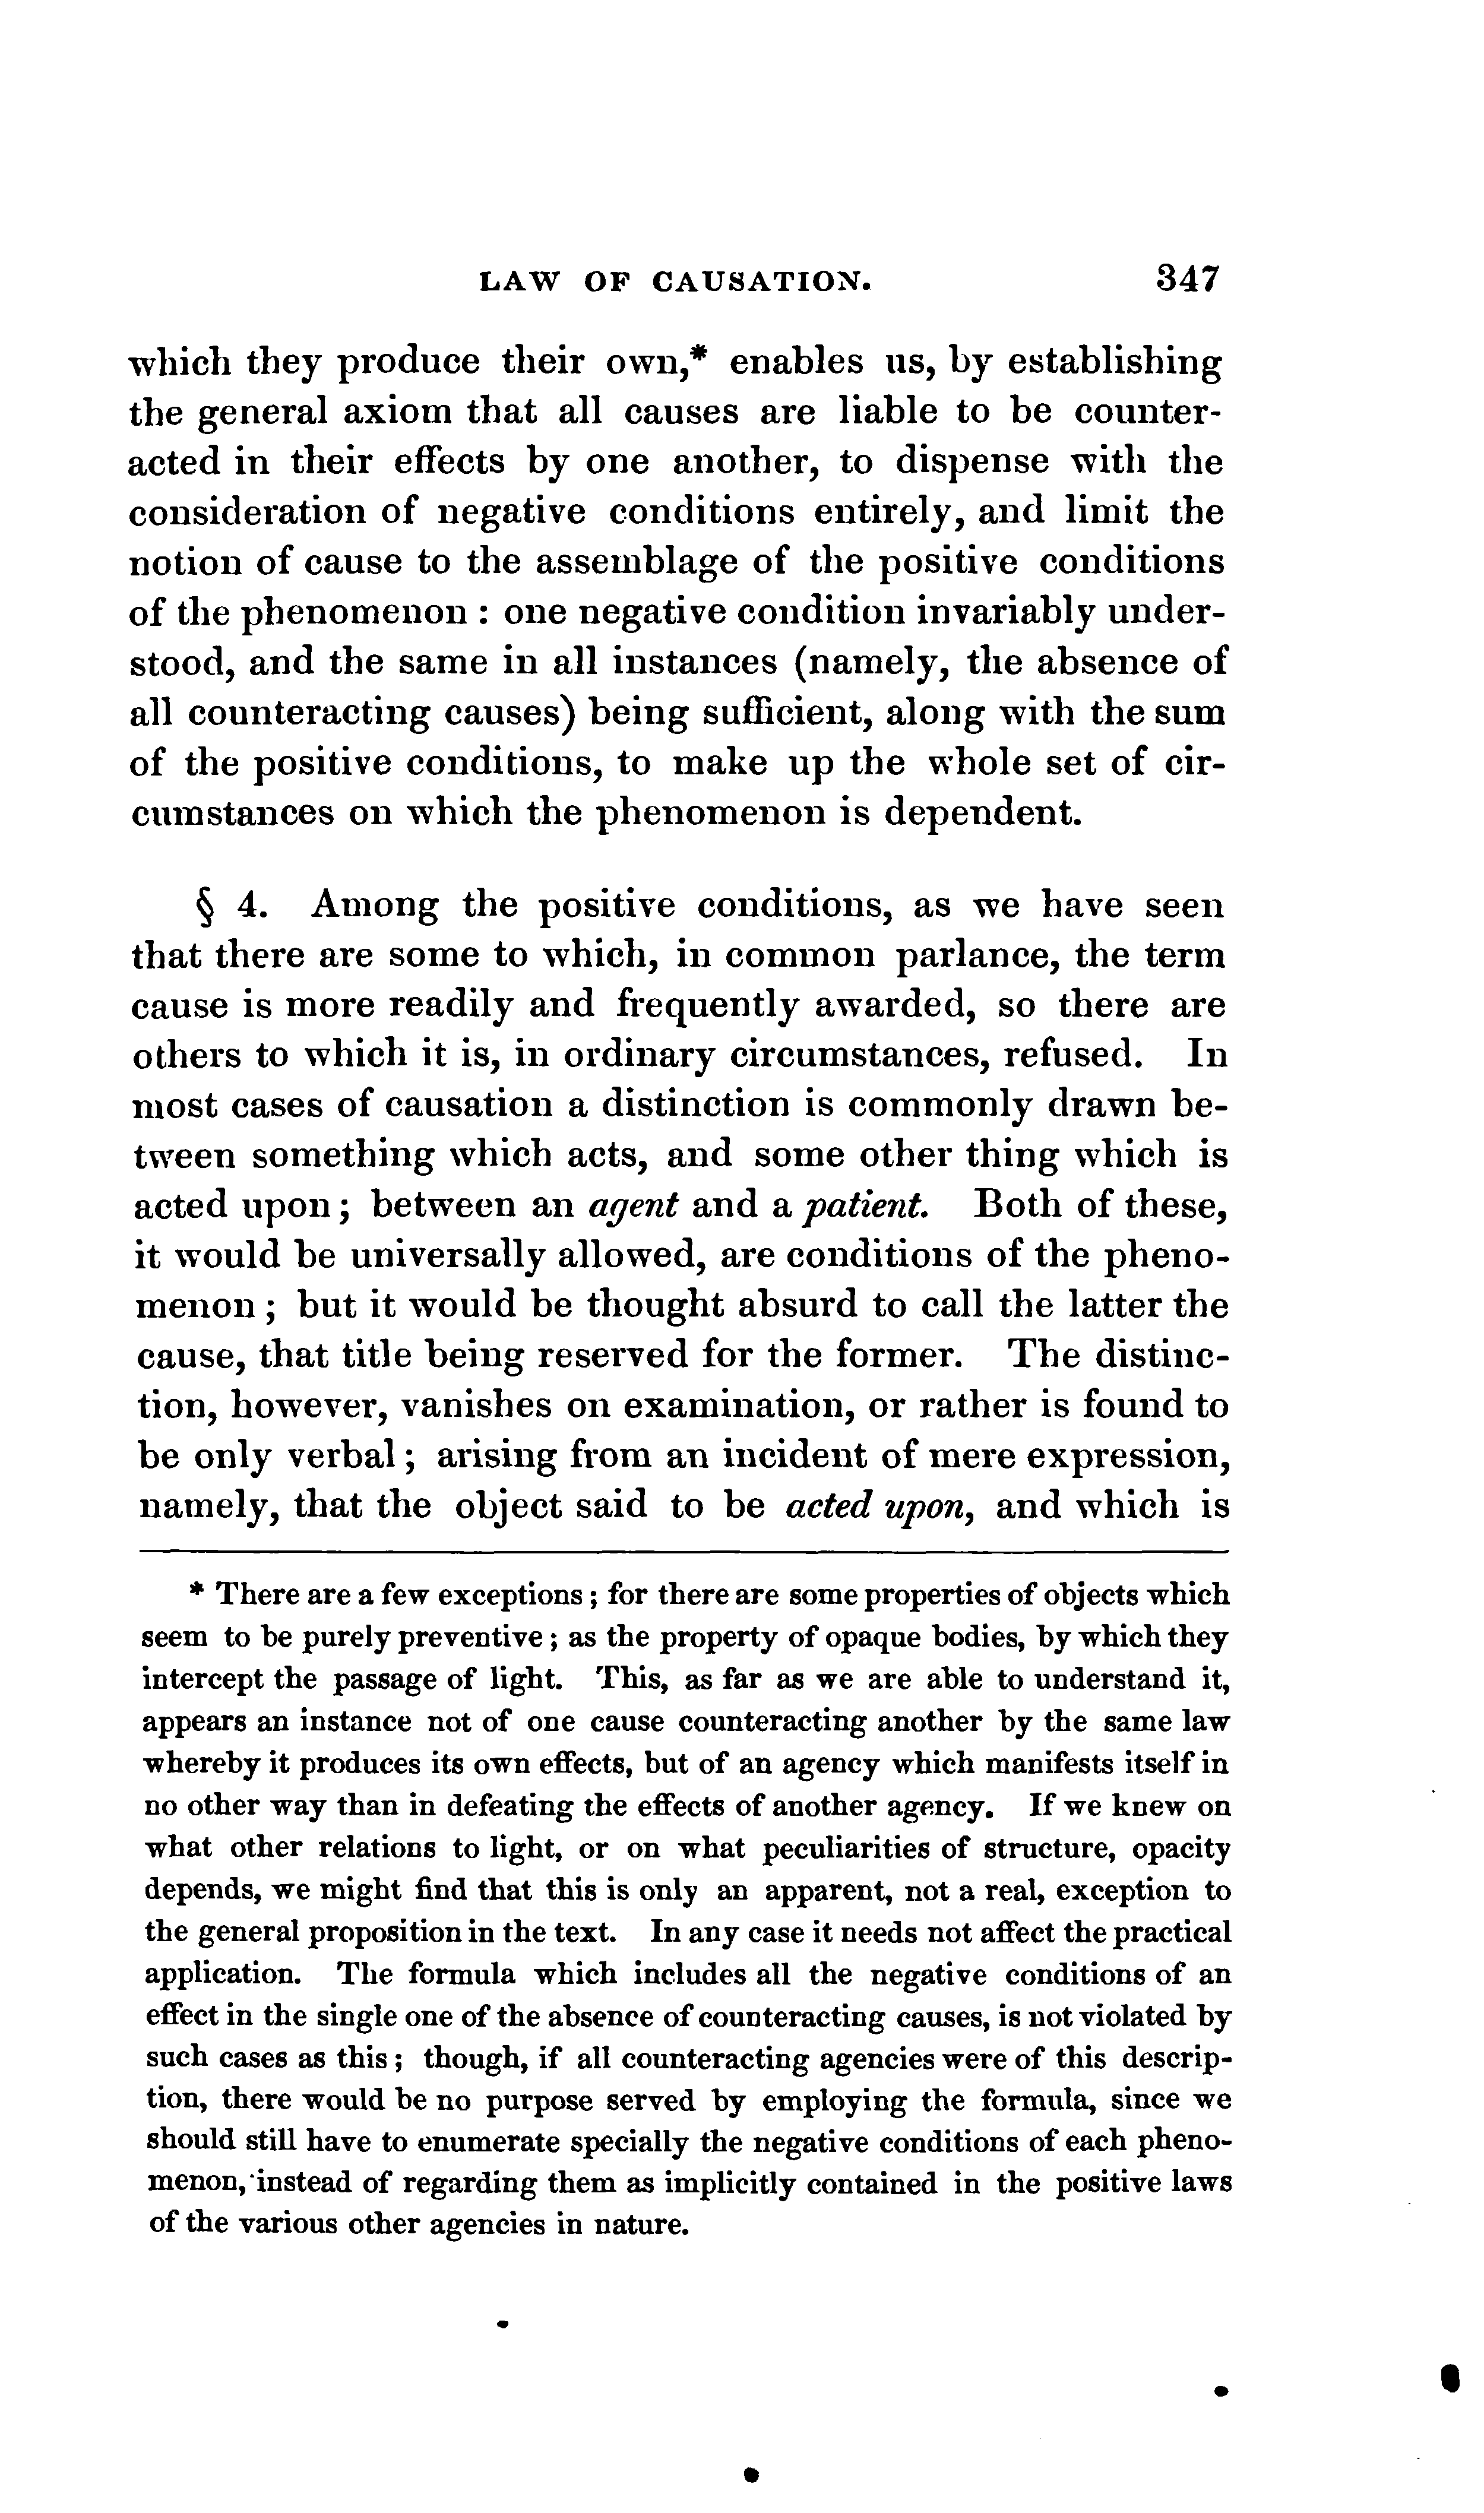 LAW OF CAUSATION. 347
which they produce their own,* enables us, by establishing
the general axiom that all causes are liable to be counter-
acted in their effects by one another, to dispense with the
consideration of negative conditions entirely, and limit the
notion of cause to the assemblage of the positive conditions
of the phenomenon : one negative condition invariably under-
stood, and the same in all instances (namely, the absence of
all counteracting causes) being sufficient, along with the sum
of the positive conditions, to make up the whole set of cir-
cumstances on which the phenomenon is dependent.
§ 4. Among the positive conditions, as we have seen
that there are some to which, in common parlance, the term
cause is more readily and frequently awarded, so there are
others to which it is, in ordinary circumstances, refused. In
most cases of causation a distinction is commonly drawn be-
tween something which acts, and some other thing which is
acted upon ; between an agent and a patient. Both of these,
it would be universally allowed, are conditions of the pheno-
menon ; but it would be thought absurd to call the latter the
cause, that title being reserved for the former. The distinc-
tion, however, vanishes on examination, or rather is found to
be only verbal ; arising from an incident of mere expression,
namely, that the object said to be acted upon, and which is
* There are a few exceptions ; for there are some properties of objects which
seem to be purely preventive ; as the property of opaque bodies, by which they
intercept the passage of light. This, as far as we are able to understand it,
appears an instance not of one cause counteracting another by the same law
whereby it produces its own effects, but of an agency which manifests itself in
no other way than in defeating the effects of another agency. If we knew on
what other relations to light, or on what peculiarities of structure, opacity
depends, we might find that this is only an apparent, not a real, exception to
the general proposition in the text. In any case it needs not affect the practical
application. The formula which includes all the negative conditions of an
effect in the single one of the absence of counteracting causes, is not violated by
such cases as this ; though, if all counteracting agencies were of this descrip-
tion, there would be no purpose served by employing the formula, since we
should still have to enumerate specially the negative conditions of each pheno-
menon, instead of regarding them as implicitly contained in the positive laws
of the various other agencies in nature.